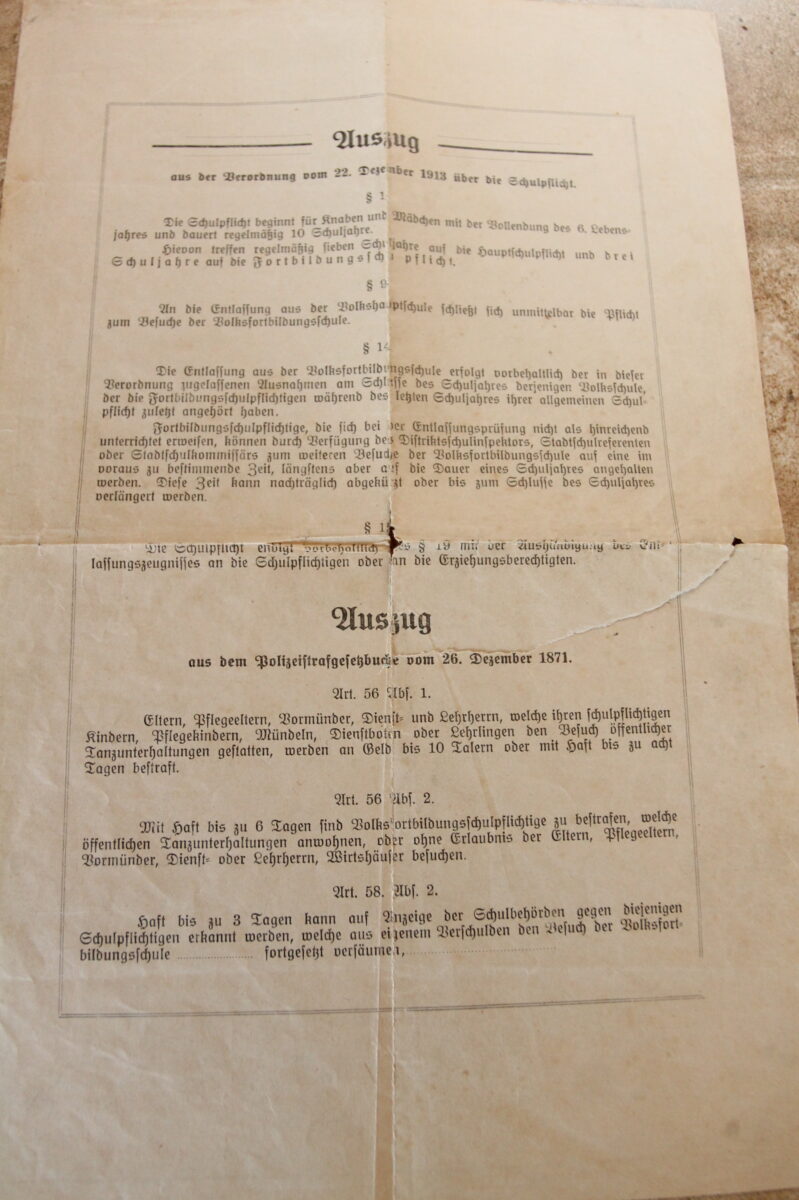 Auszug
aus der Verordnung vom 22. Dezember 1913 über die Schulpflicht.
§ 1
Die Schulpflicht beginnt für Knaben und Mädchen mit der Vollendung des 6. Lebens-
jahres und dauert regelmäßig 10 Schuljahre.
Hievon treffen regelmäßig sieben Schuljahre auf die Hauptschulpflicht und drei
Schuljahre auf die Fortbildungsschulpflicht.
§
An die Entlassung aus der Volkshauptschule schließt sich unmittelbar die Pflicht
zum Besuche der Volksfortbildungsschule.
§
Die Entlassung aus der Volksfortbildungsschule erfolgt vorbehaltlich der in dieser
Verordnung zugelassenen Ausnahmen am Schlusse des Schuljahres derjenigen Volksschule,
der die Fortbildungsschulpflichtigen während des letzten Schuljahres ihrer allgemeinen Schul-
pflicht zuletzt angehört haben.
Fortbildungsschulpflichtige, die sich bei der Entlassungsprüfung nicht als hinreichend
unterrichtet erweisen, können durch Verfügung des Distriktsschulinspektors, Stadtschulreferenten
oder Stadtschulkommissärs zum weiteren Besuche der Volksfortbildungsschule auf eine im
voraus zu bestimmende Zeit, längstens aber auf die Dauer eines Schuljahres angehalten
werden. Diese Zeit kann nachträglich abgekürzt oder bis zum Schlusse des Schuljahres
verlängert werden.
§
Die Schulpflicht endigt vorbehaltlich des § 19 mit der Aushändigung des Ent-
lassungszeugnisses an die Schulpflichtigen oder an die Erziehungsberechtigten.
Auszug
aus dem Polizeistrafgesetzbuche vom 26. Dezember 1871.
Art. 56 Abs. 1.
Eltern, Pflegeeltern, Vormünder, Dienst- und Lehrherrn, welche ihren schulpflichtigen
Kindern, Pflegekindern, Mündeln, Dienstboten oder Lehrlingen den Besuch öffentlicher
Tanzunterhaltungen gestatten, werden an Geld bis 10 Talern oder mit Haft bis zu acht
Tagen bestraft.
Art. 56 Abs. 2.
Mit Haft bis zu 6 Tagen sind Volksfortbildungsschulpflichtige zu bestrafen, welche
öffentlichen Tanzunterhaltungen anwohnen, oder ohne Erlaubnis der Eltern, Pflegeeltern,
Vormünder, Dienst- oder Lehrherrn, Wirtshäuser besuchen.
Art. 58. Abs. 2.
Haft bis zu 3 Tagen kann auf Anzeige der Schulbehörden gegen diejenigen
Schulpflichtigen erkannt werden, welche aus eigenem Verschulden den Besuch der Volksfort-
bildungsschule ............ fortgesetzt versäumen, ............